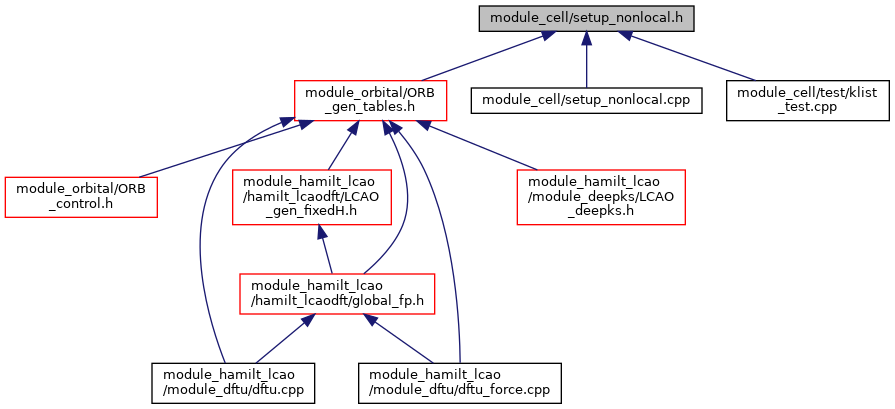 module_cell/setup_nonlocal.h
module_orbital/ORB
_gen_tables.h
module_cell/setup_nonlocal.cpp
module_cell/test/klist
_test.cpp
module_orbital/ORB
_control.h
module_hamilt_lcao
/hamilt_lcaodft/LCAO
_gen_fixedH.h
module_hamilt_lcao
/module_deepks/LCAO
_deepks.h
module_hamilt_lcao
/hamilt_lcaodft/global_fp.h
module_hamilt_lcao
/module_dftu/dftu.cpp
module_hamilt_lcao
/module_dftu/dftu_force.cpp